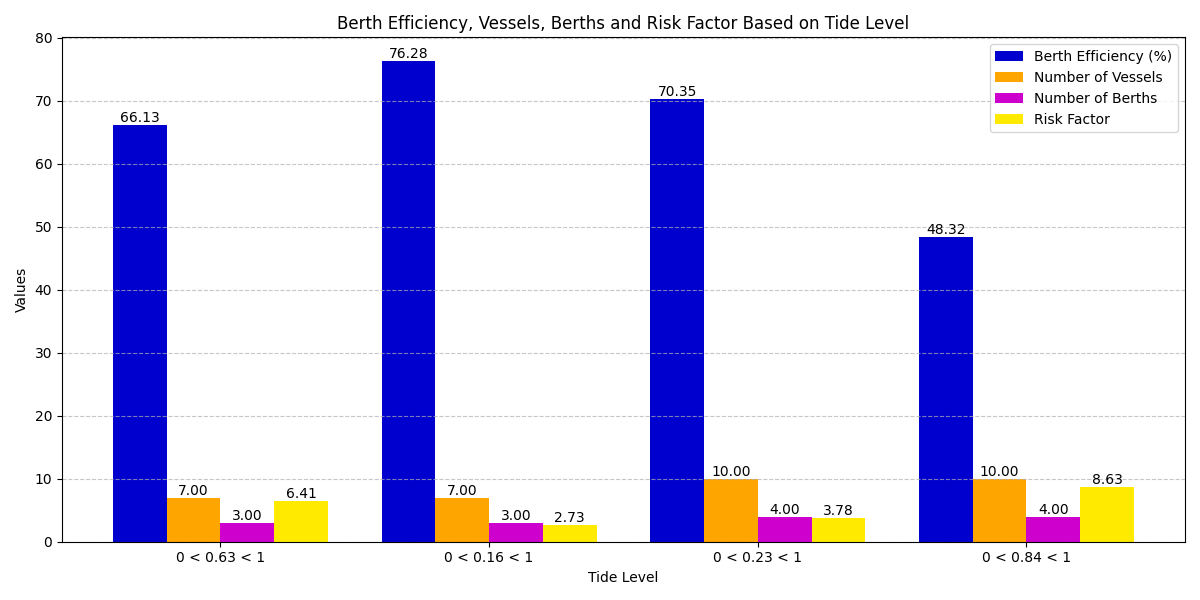 Berth Efficiency, Vessels, Berths and Risk Factor Based on Tide Level
Berth Efficiency (%)
Number of Vessels
Number of Berths
Risk Factor
Values
80
70
60
50
40
30
20
10
0
66.13
7.00
3.00
6.41
76.28
7.00
3.00
2.73
70.35
10.00
4.00
3.78
48.32
10.00
4.00
8.63
0 < 0.63 < 1
0 < 0.16 < 1
0 < 0.23 < 1
0 < 0.84 < 1
Tide Level